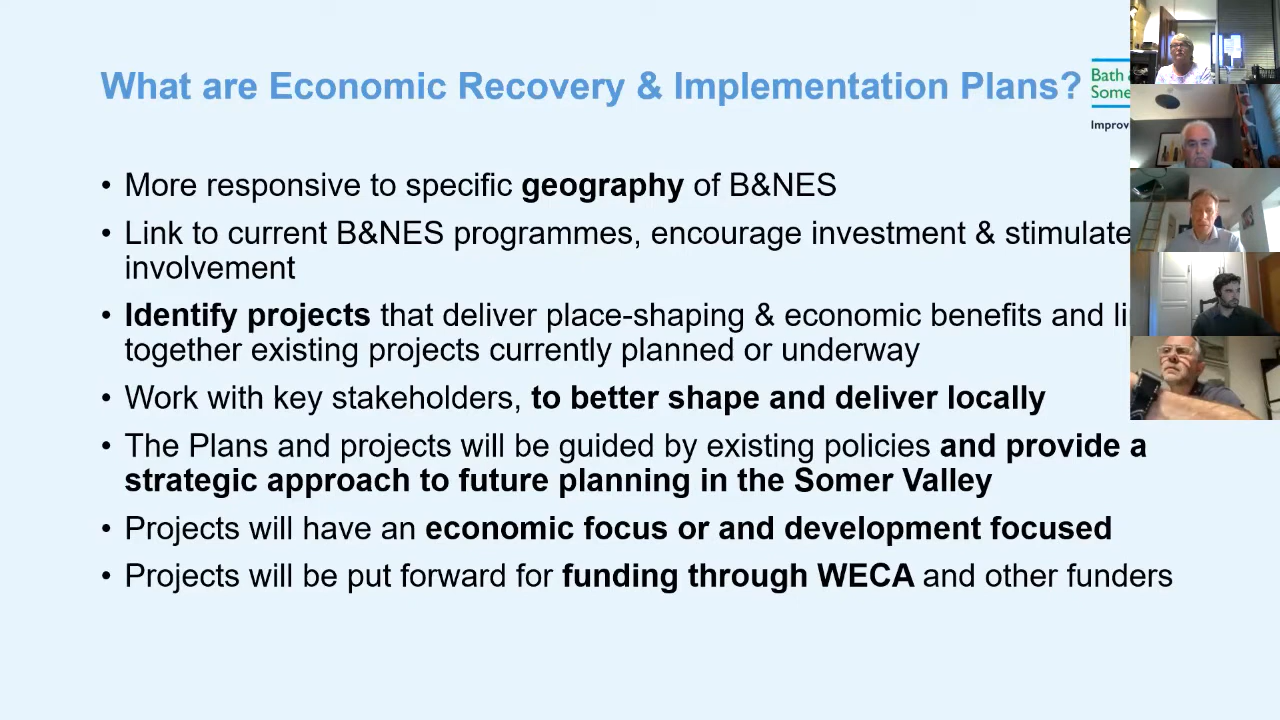 What are Economic Recovery & Implementation Plans?
Bath
Improv
• More responsive to specific geography of B&NES
• Link to current B&NES programmes, encourage investment & stimulate
involvement
• Identify projects that deliver place-shaping & economic benefits and li
together existing projects currently planned or underway
• Work with key stakeholders, to better shape and deliver locally
• The Plans and projects will be guided by existing policies and provide a
strategic approach to future planning in the Somer Valley
• Projects will have an economic focus or and development focused
• Projects will be put forward for funding through WECA and other funders